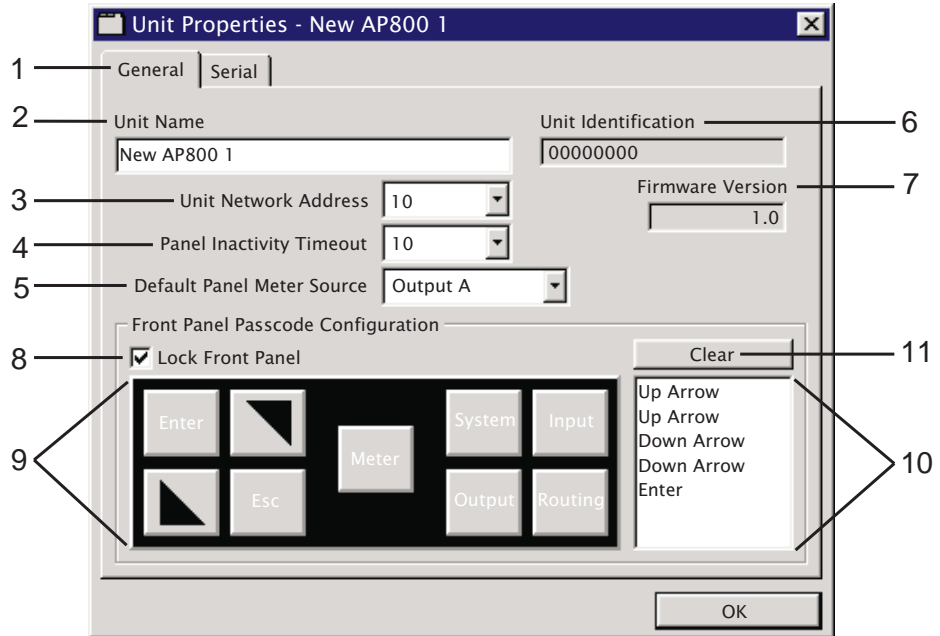 Unit Properties - New AP800 1
1
General
Serial
2
Unit Name
Unit Identification
6
New AP800 1
00000000
3
Unit Network Address
10
Firmware Version
7
1.0
4
Panel Inactivity Timeout
10
5
Default Panel Meter Source
Output A
Front Panel Passcode Configuration
8
Lock Front Panel
Clear
11
9
Enter
System
Input
Meter
Esc
Output
Routing
Up Arrow
Up Arrow
Down Arrow
Down Arrow
Enter
10
OK